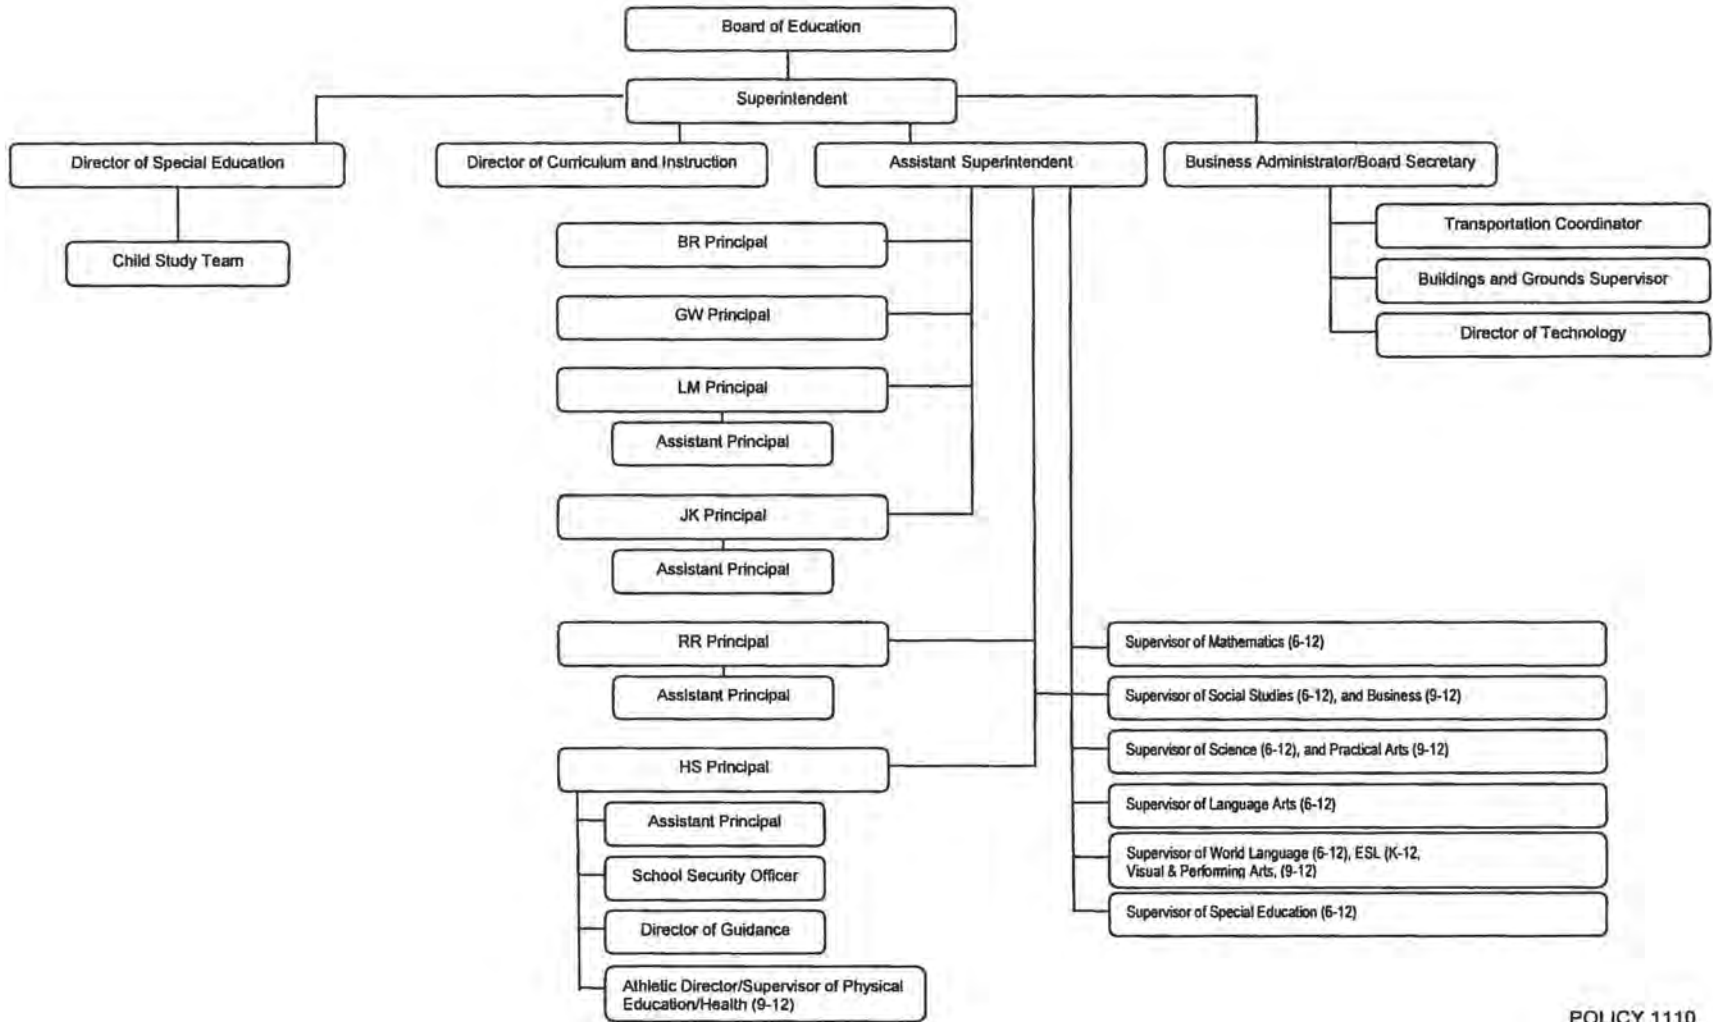 Board of Education
Superintendent
Director of Special Education
Director of Curriculum and Instruction
Assistant Superintendent
Business Administrator/Board Secretary
Child Study Team
BR Principal
GW Principal
LM Principal
Assistant Principal
JK Principal
Assistant Principal
RR Principal
Assistant Principal
HS Principal
Assistant Principal
School Security Officer
Director of Guidance
Athletic Director/Supervisor of Physical
Education/Health (9-12)
Transportation Coordinator
Buildings and Grounds Supervisor
Director of Technology
Supervisor of Mathematics (6-12)
Supervisor of Social Studies (6-12), and Business (9-12)
Supervisor of Science (6-12), and Practical Arts (9-12)
Supervisor of Language Arts (6-12)
Supervisor of World Language (6-12), ESL (K-12,
Visual & Performing Arts, (9-12)
Supervisor of Special Education (6-12)
POLICY 1110